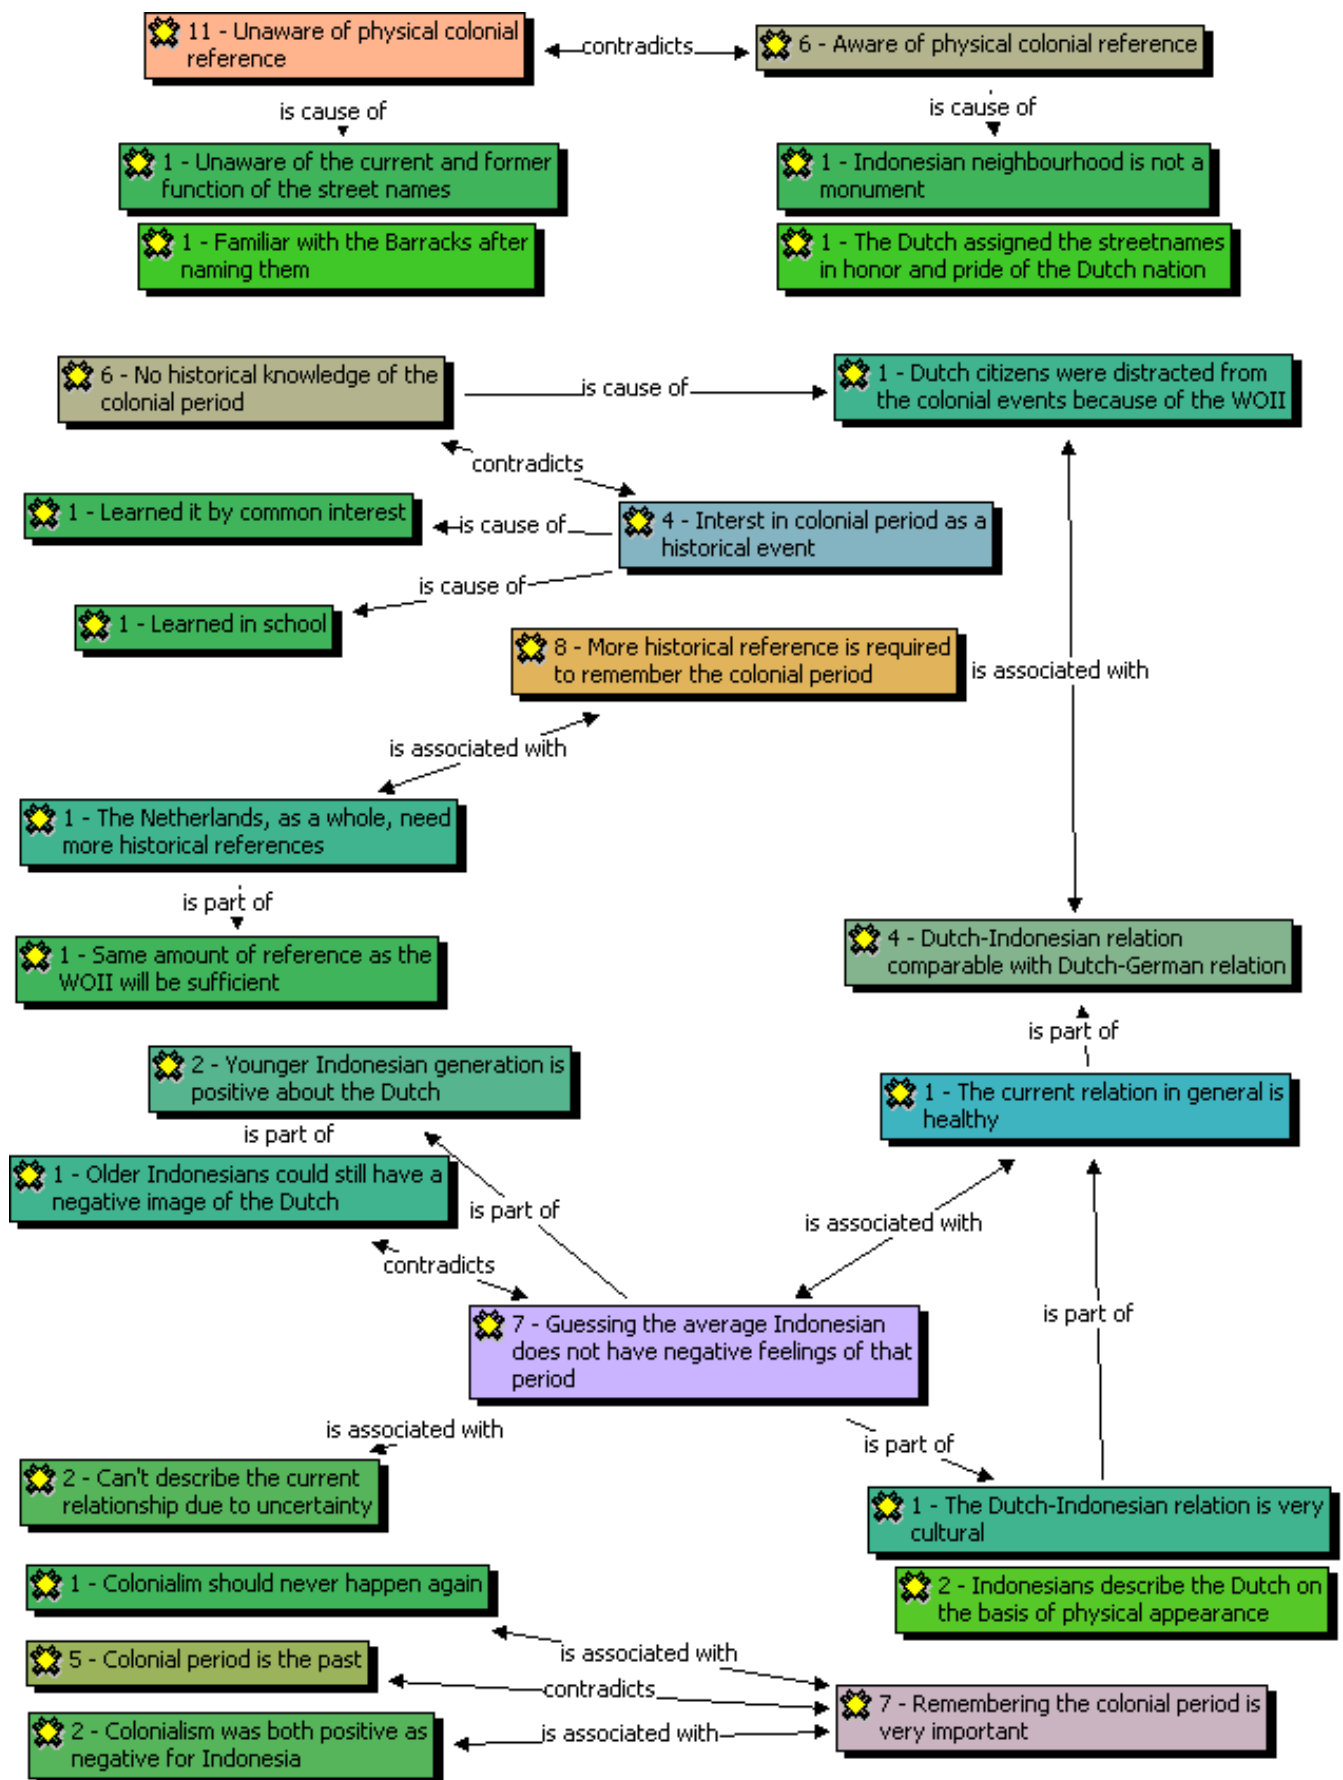 11 - Unaware of physical colonial
reference
contradicts
6 - Aware of physical colonial reference
is cause of
is cause of
1 - Unaware of the current and former
function of the street names
1 - Indonesian neighbourhood is not a
monument
1 - Familiar with the Barracks after
naming them
1 - The Dutch assigned the streetnames
in honor and pride of the Dutch nation
6 - No historical knowledge of the
colonial period
is cause of
1 - Dutch citizens were distracted from
the colonial events because of the WOII
contradicts
1 - Learned it by common interest
is cause of
4 - Interst in colonial period as a
historical event
is cause of
1 - Learned in school
8 - More historical reference is required
to remember the colonial period
is associated with
is associated with
1 - The Netherlands, as a whole, need
more historical references
is part of
1 - Same amount of reference as the
WOII will be sufficient
4 - Dutch-Indonesian relation
comparable with Dutch-German relation
is part of
2 - Younger Indonesian generation is
positive about the Dutch
1 - The current relation in general is
healthy
is part of
1 - Older Indonesians could still have a
negative image of the Dutch
is part of
is associated with
contradicts
7 - Guessing the average Indonesian
does not have negative feelings of that
period
is part of
is associated with
is part of
2 - Can't describe the current
relationship due to uncertainty
1 - The Dutch-Indonesian relation is very
cultural
1 - Colonialim should never happen again
2 - Indonesians describe the Dutch on
the basis of physical appearance
is associated with
5 - Colonial period is the past
contradicts
7 - Remembering the colonial period is
very important
2 - Colonialism was both positive as
negative for Indonesia
is associated with